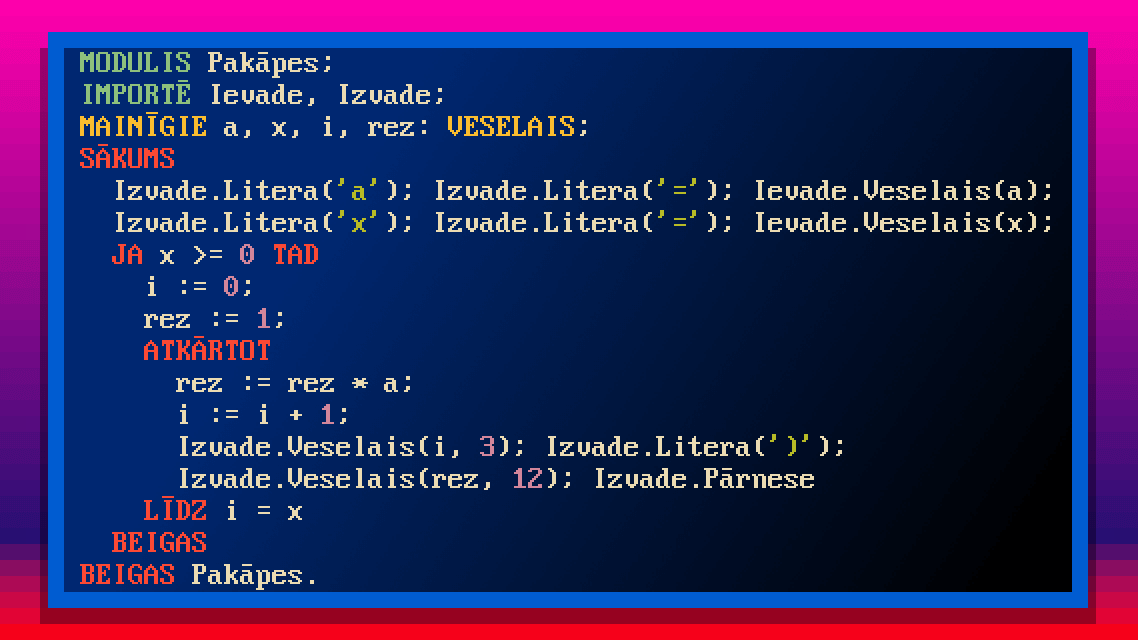 MODULIS Pakāpes;
IMPORTĒ Ievade, Izvade;
MAINĪGIE a, x, i, rez: VESELAIS;
SĀKUMS
  Izvade.Litera('a'); Izvade.Litera('='); Ievade.Veselais(a);
  Izvade.Litera('x'); Izvade.Litera('='); Ievade.Veselais(x);
  JA x >= 0 TAD
    i := 0;
    rez := 1;
    ATKĀRTOT
      rez := rez * a;
      i := i + 1;
      Izvade.Veselais(i, 3); Izvade.Litera(')');
      Izvade.Veselais(rez, 12); Izvade.Pārnese
    LĪDZ i = x
  BEIGAS
BEIGAS Pakāpes.